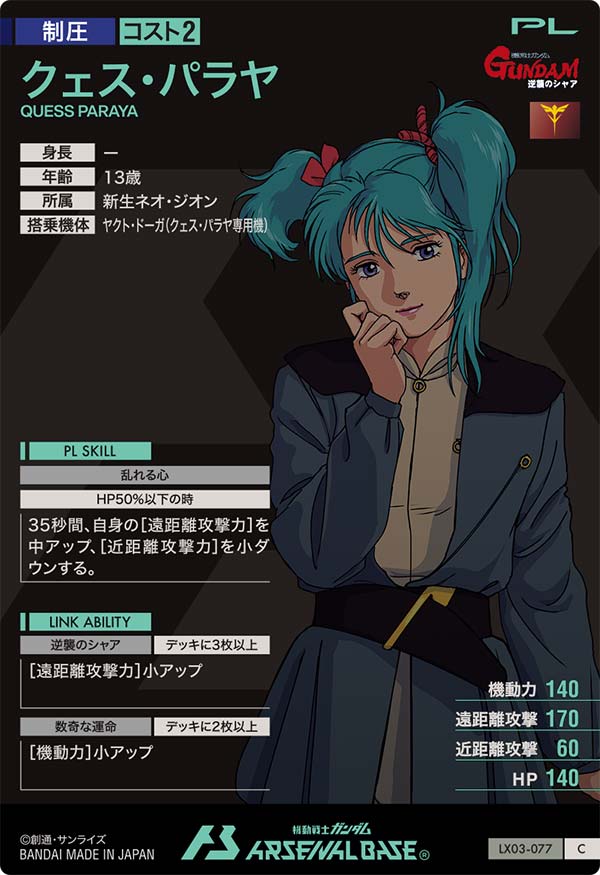 制圧 コスト2 PL
クェス・パラヤ
QUESS PARAYA
機動戦士ガンダム
GUNDAM
逆襲のシャア
身長 ー
年齢 13歳
所属 新生ネオ・ジオン
搭乗機体 ヤクト・ドーガ(クェス・パラヤ専用機)
PL SKILL
乱れる心
HP50%以下の時
35秒間、自身の[遠距離攻撃力]を
中アップ、[近距離攻撃力]を小ダ
ウンする。
LINK ABILITY
逆襲のシャア デッキに3枚以上
[遠距離攻撃力]小アップ
数奇な運命 デッキに2枚以上
[機動力]小アップ
機動力 140
遠距離攻撃 170
近距離攻撃 60
HP 140
©創通・サンライズ
BANDAI MADE IN JAPAN
機動戦士ガンダム
AB ARSENAL BASE®
LX03-077 C